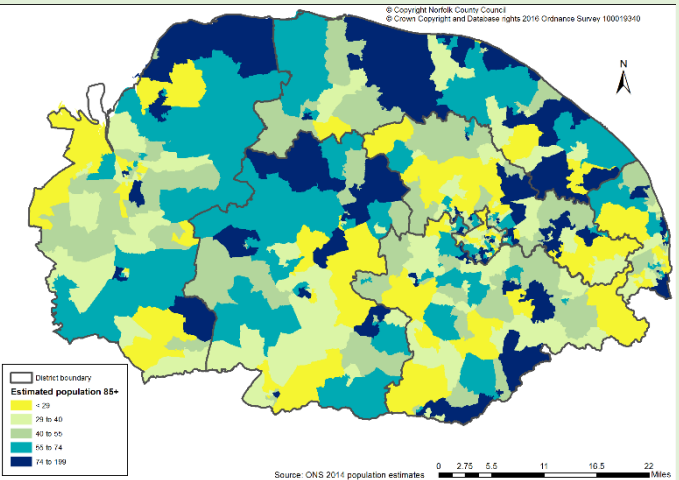 © Copyright Norfolk County Council
© Crown Copyright and Database rights 2016 Ordnance Survey 100019340
N
District boundary
Estimated population 85+
< 29
29 to 40
40 to 55
55 to 74
74 to 199
Source: ONS 2014 population estimates
0 2.75 5.5 11 16.5 22
Miles